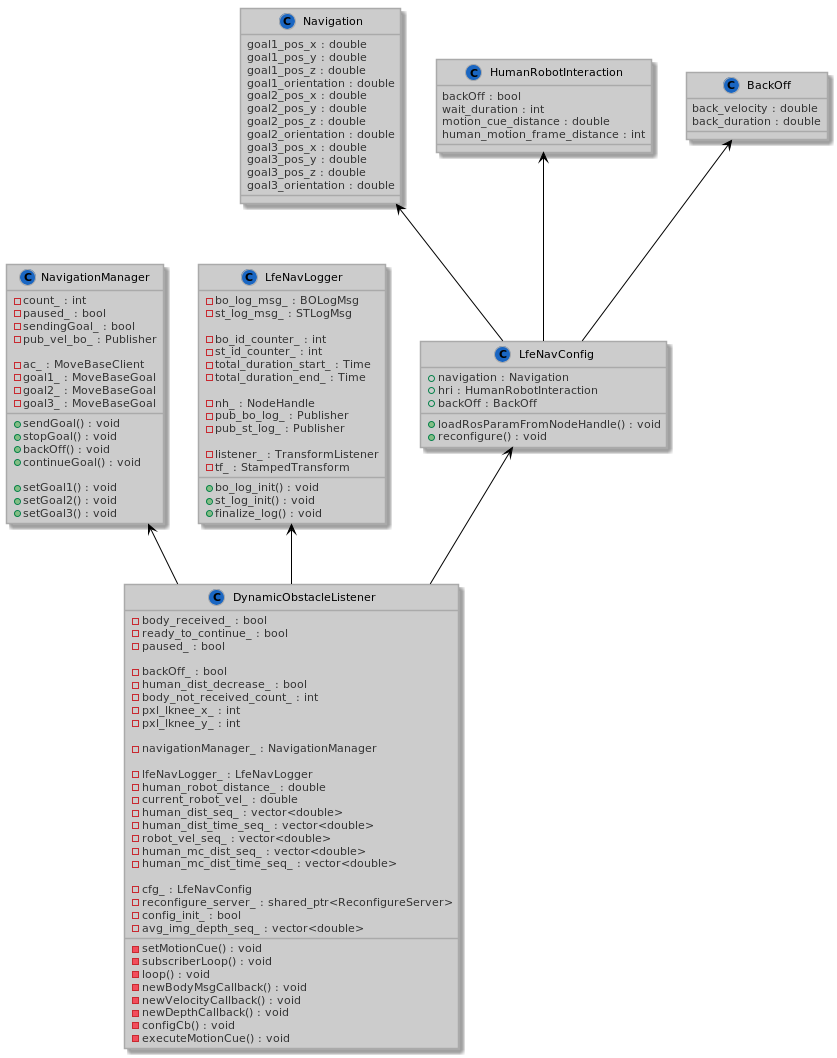 C Navigation
goal1_pos_x : double
goal1_pos_y : double
goal1_pos_z : double
goal1_orientation : double
goal2_pos_x : double
goal2_pos_y : double
goal2_pos_z : double
goal2_orientation : double
goal3_pos_x : double
goal3_pos_y : double
goal3_pos_z : double
goal3_orientation : double
C HumanRobotInteraction
backOff : bool
wait_duration : int
motion_cue_distance : double
human_motion_frame_distance : int
C BackOff
back_velocity : double
back_duration : double
C NavigationManager
count_ : int
paused_ : bool
sendingGoal_ : bool
pub_vel_bo_ : Publisher
ac_ : MoveBaseClient
goal1_ : MoveBaseGoal
goal2_ : MoveBaseGoal
goal3_ : MoveBaseGoal
sendGoal() : void
stopGoal() : void
backOff() : void
continueGoal() : void
setGoal1() : void
setGoal2() : void
setGoal3() : void
C LfeNavLogger
bo_log_msg_ : BOLogMsg
st_log_msg_ : STLogMsg
bo_id_counter_ : int
st_id_counter_ : int
total_duration_start_ : Time
total_duration_end_ : Time
nh_ : NodeHandle
pub_bo_log_ : Publisher
pub_st_log_ : Publisher
listener_ : TransformListener
tf_ : StampedTransform
bo_log_init() : void
st_log_init() : void
finalize_log() : void
C LfeNavConfig
navigation : Navigation
hri : HumanRobotInteraction
backOff : BackOff
loadRosParamFromNodeHandle() : void
reconfigure() : void
C DynamicObstacleListener
body_received_ : bool
ready_to_continue_ : bool
paused_ : bool
backOff_ : bool
human_dist_decrease_ : bool
body_not_received_count_ : int
pxl_lknee_x_ : int
pxl_lknee_y_ : int
navigationManager_ : NavigationManager
lfeNavLogger_ : LfeNavLogger
human_robot_distance_ : double
current_robot_vel_ : double
human_dist_seq_ : vector<double>
human_dist_time_seq_ : vector<double>
robot_vel_seq_ : vector<double>
human_mc_dist_seq_ : vector<double>
human_mc_dist_time_seq_ : vector<double>
cfg_ : LfeNavConfig
reconfigure_server_ : shared_ptr<ReconfigureServer>
config_init_ : bool
avg_img_depth_seq_ : vector<double>
setMotionCue() : void
subscriberLoop() : void
loop() : void
newBodyMsgCallback() : void
newVelocityCallback() : void
newDepthCallback() : void
configCb() : void
executeMotionCue() : void